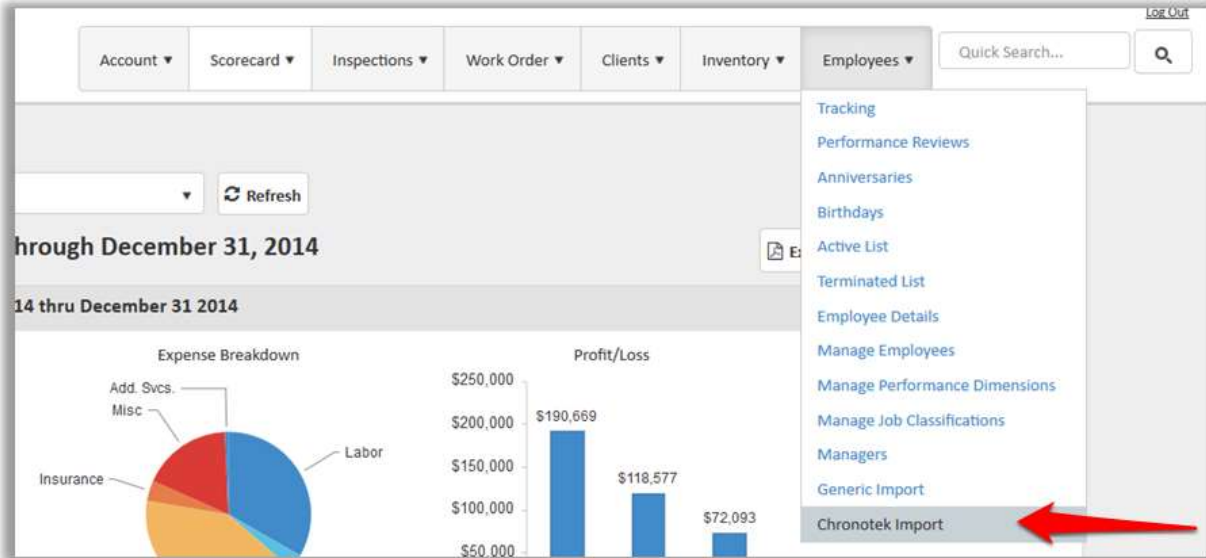 Log Out
Account ▼ Scorecard ▼ Inspections ▼ Work Order ▼ Clients ▼ Inventory ▼ Employees ▼ Quick Search...
Tracking
Performance Reviews
Anniversaries
Birthdays
Active List
Terminated List
Employee Details
Manage Employees
Manage Performance Dimensions
Manage Job Classifications
Managers
Generic Import
Chronotek Import
▼ Refresh
hrough December 31, 2014
14 thru December 31 2014
Expense Breakdown
Add. Svcs.
Misc
Labor
Insurance
Profit/Loss
$250,000
$200,000
$150,000
$100,000
$50,000
$190,669
$118,577
$72,093